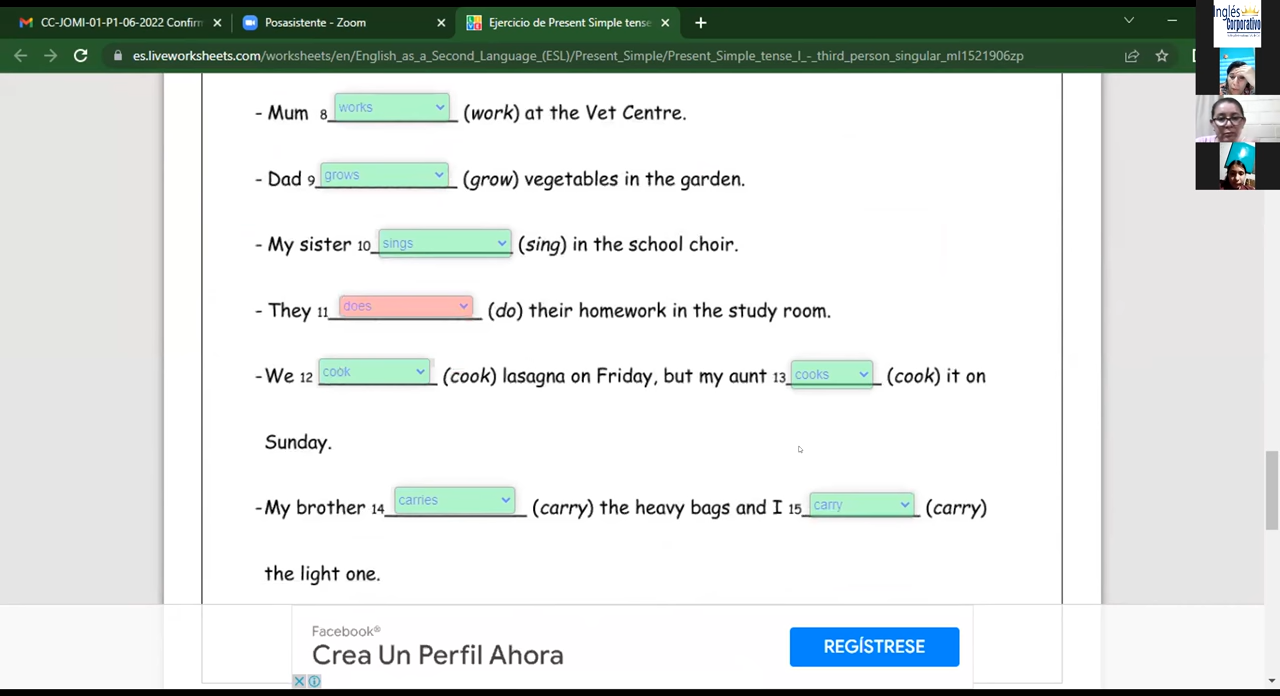 CC-JOMI-01-P1-06-2022 Confirm
Posasistente - Zoom
Ejercicio de Present Simple tense
es.liveworksheets.com/worksheets/en/English_as_a_Second_Language_(ESL)/Present_Simple/Present_Simple_tense_I_-_third_person_singular_ml1521906zp
Inglés
Corporativo
- Mum 8 works (work) at the Vet Centre.
- Dad 9 grows (grow) vegetables in the garden.
- My sister 10 sings (sing) in the school choir.
- They 11 does (do) their homework in the study room.
- We 12 cook (cook) lasagna on Friday, but my aunt 13 cooks (cook) it on
Sunday.
- My brother 14 carries (carry) the heavy bags and I 15 carry (carry)
the light one.
Facebook®
Crea Un Perfil Ahora
REGÍSTRESE